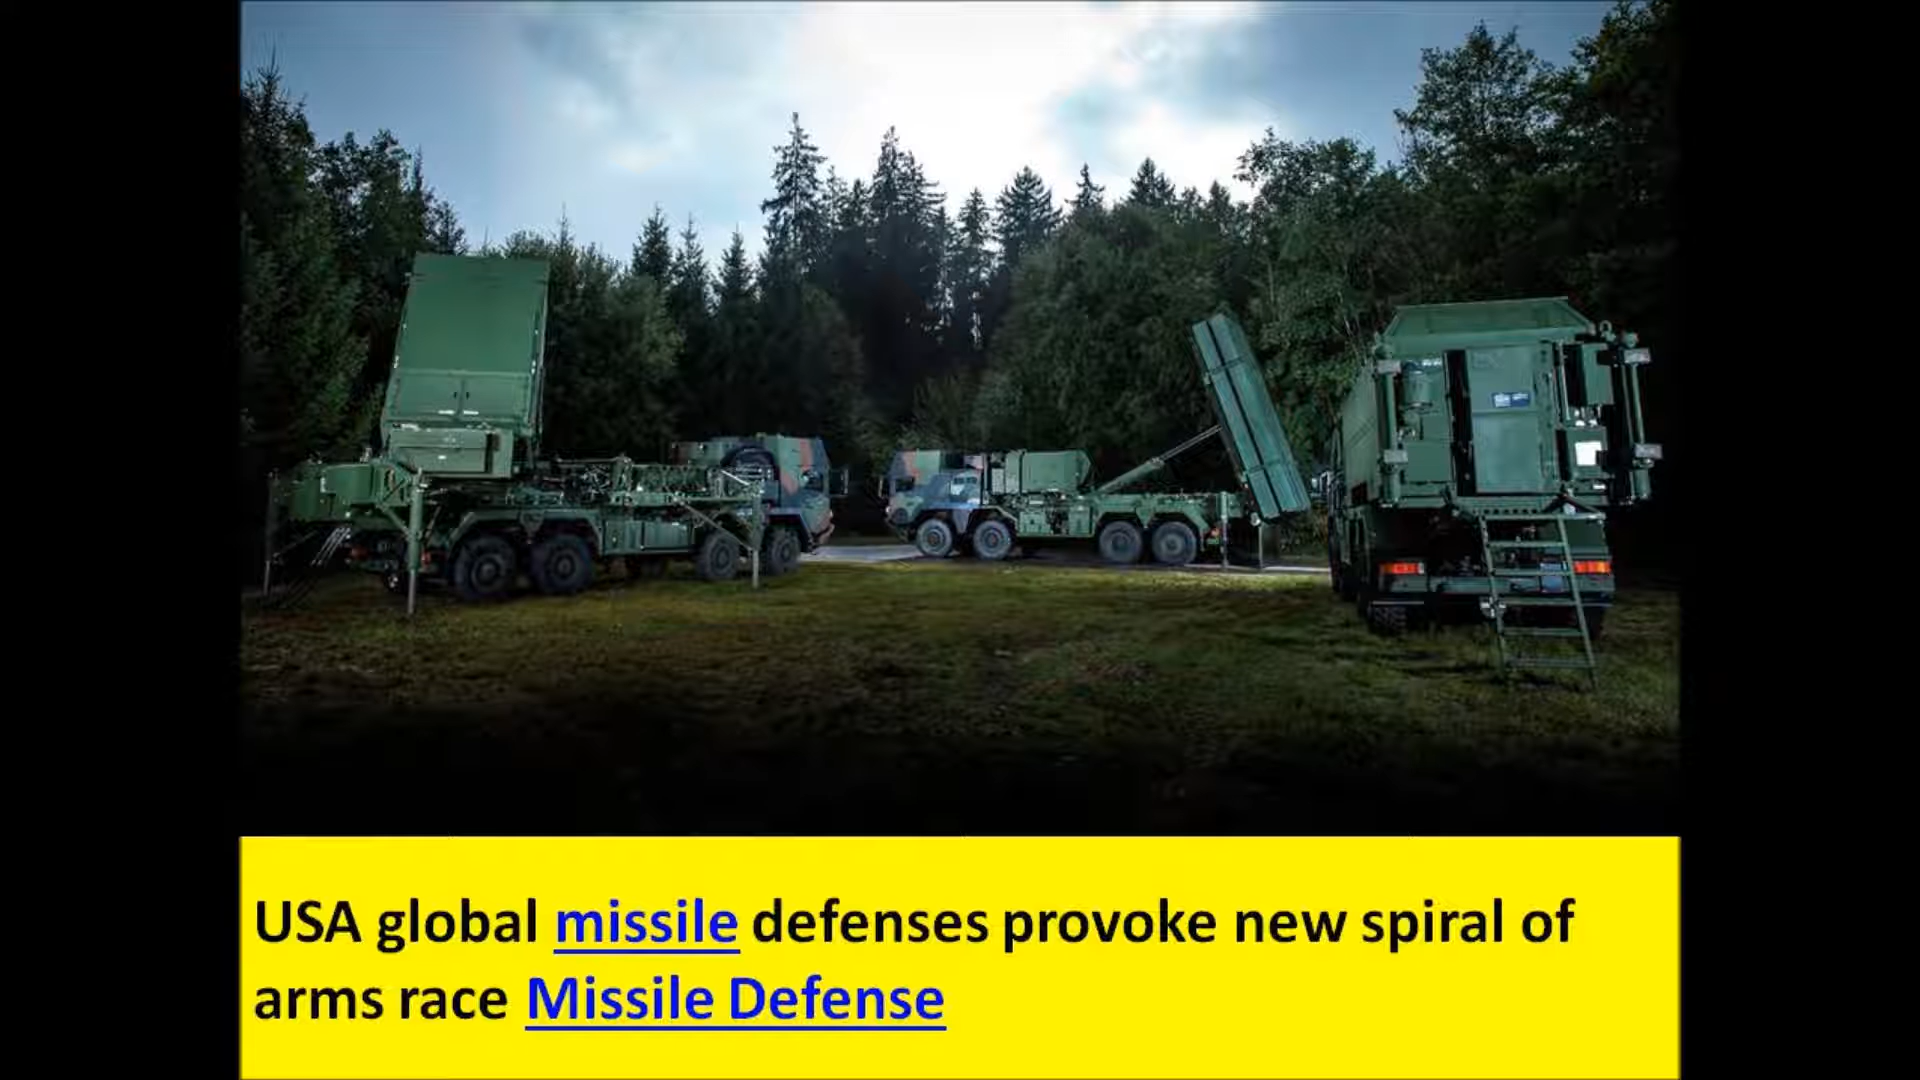 USA global missile defenses provoke new spiral of
arms race Missile Defense